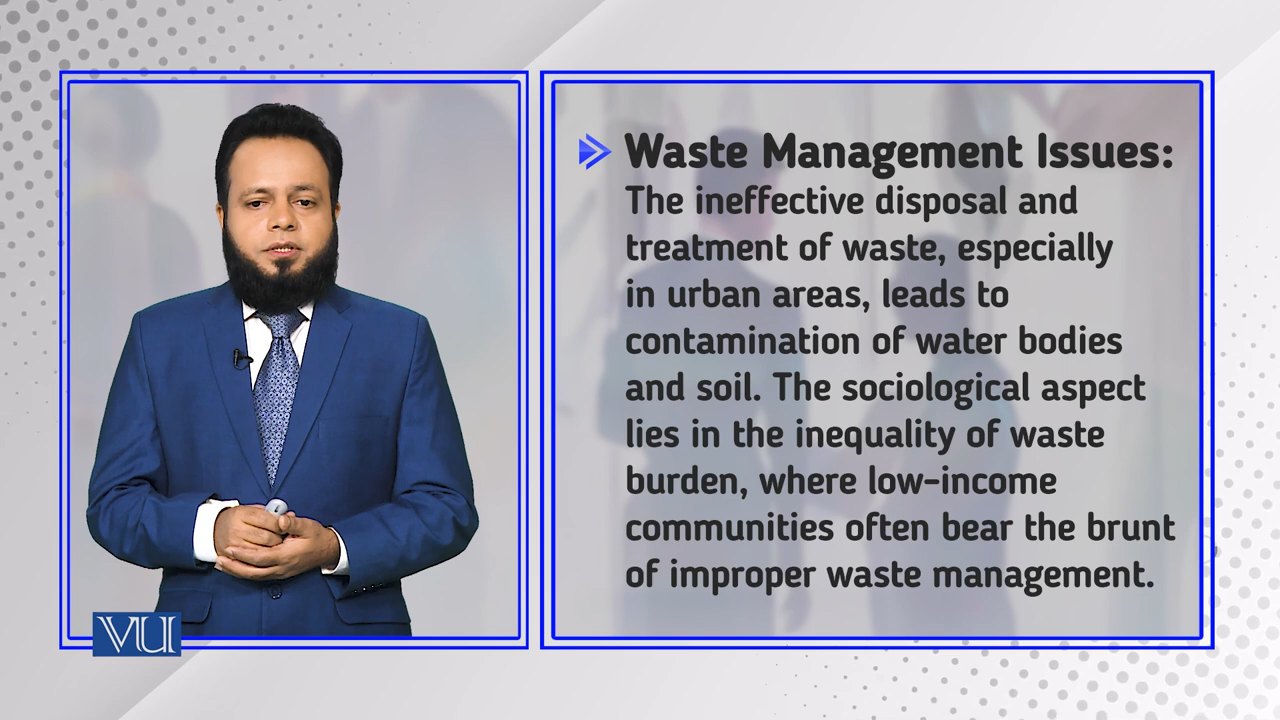 Waste Management Issues:
The ineffective disposal and
treatment of waste, especially
in urban areas, leads to
contamination of water bodies
and soil. The sociological aspect
lies in the inequality of waste
burden, where low-income
communities often bear the brunt
of improper waste management.
VU